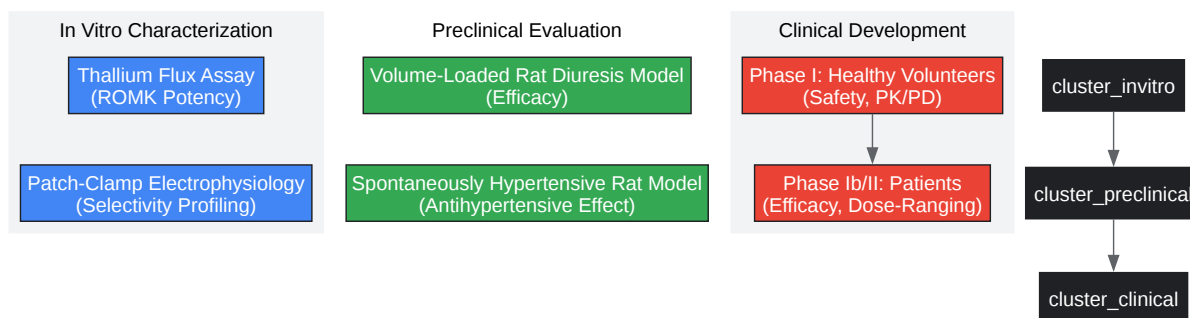 In Vitro Characterization
Thallium Flux Assay
(ROMK Potency)
Patch-Clamp Electrophysiology
(Selectivity Profiling)
Preclinical Evaluation
Volume-Loaded Rat Diuresis Model
(Efficacy)
Spontaneously Hypertensive Rat Model
(Antihypertensive Effect)
Clinical Development
Phase I: Healthy Volunteers
(Safety, PK/PD)
Phase Ib/II: Patients
(Efficacy, Dose-Ranging)
cluster_invitro
cluster_preclinical
cluster_clinical